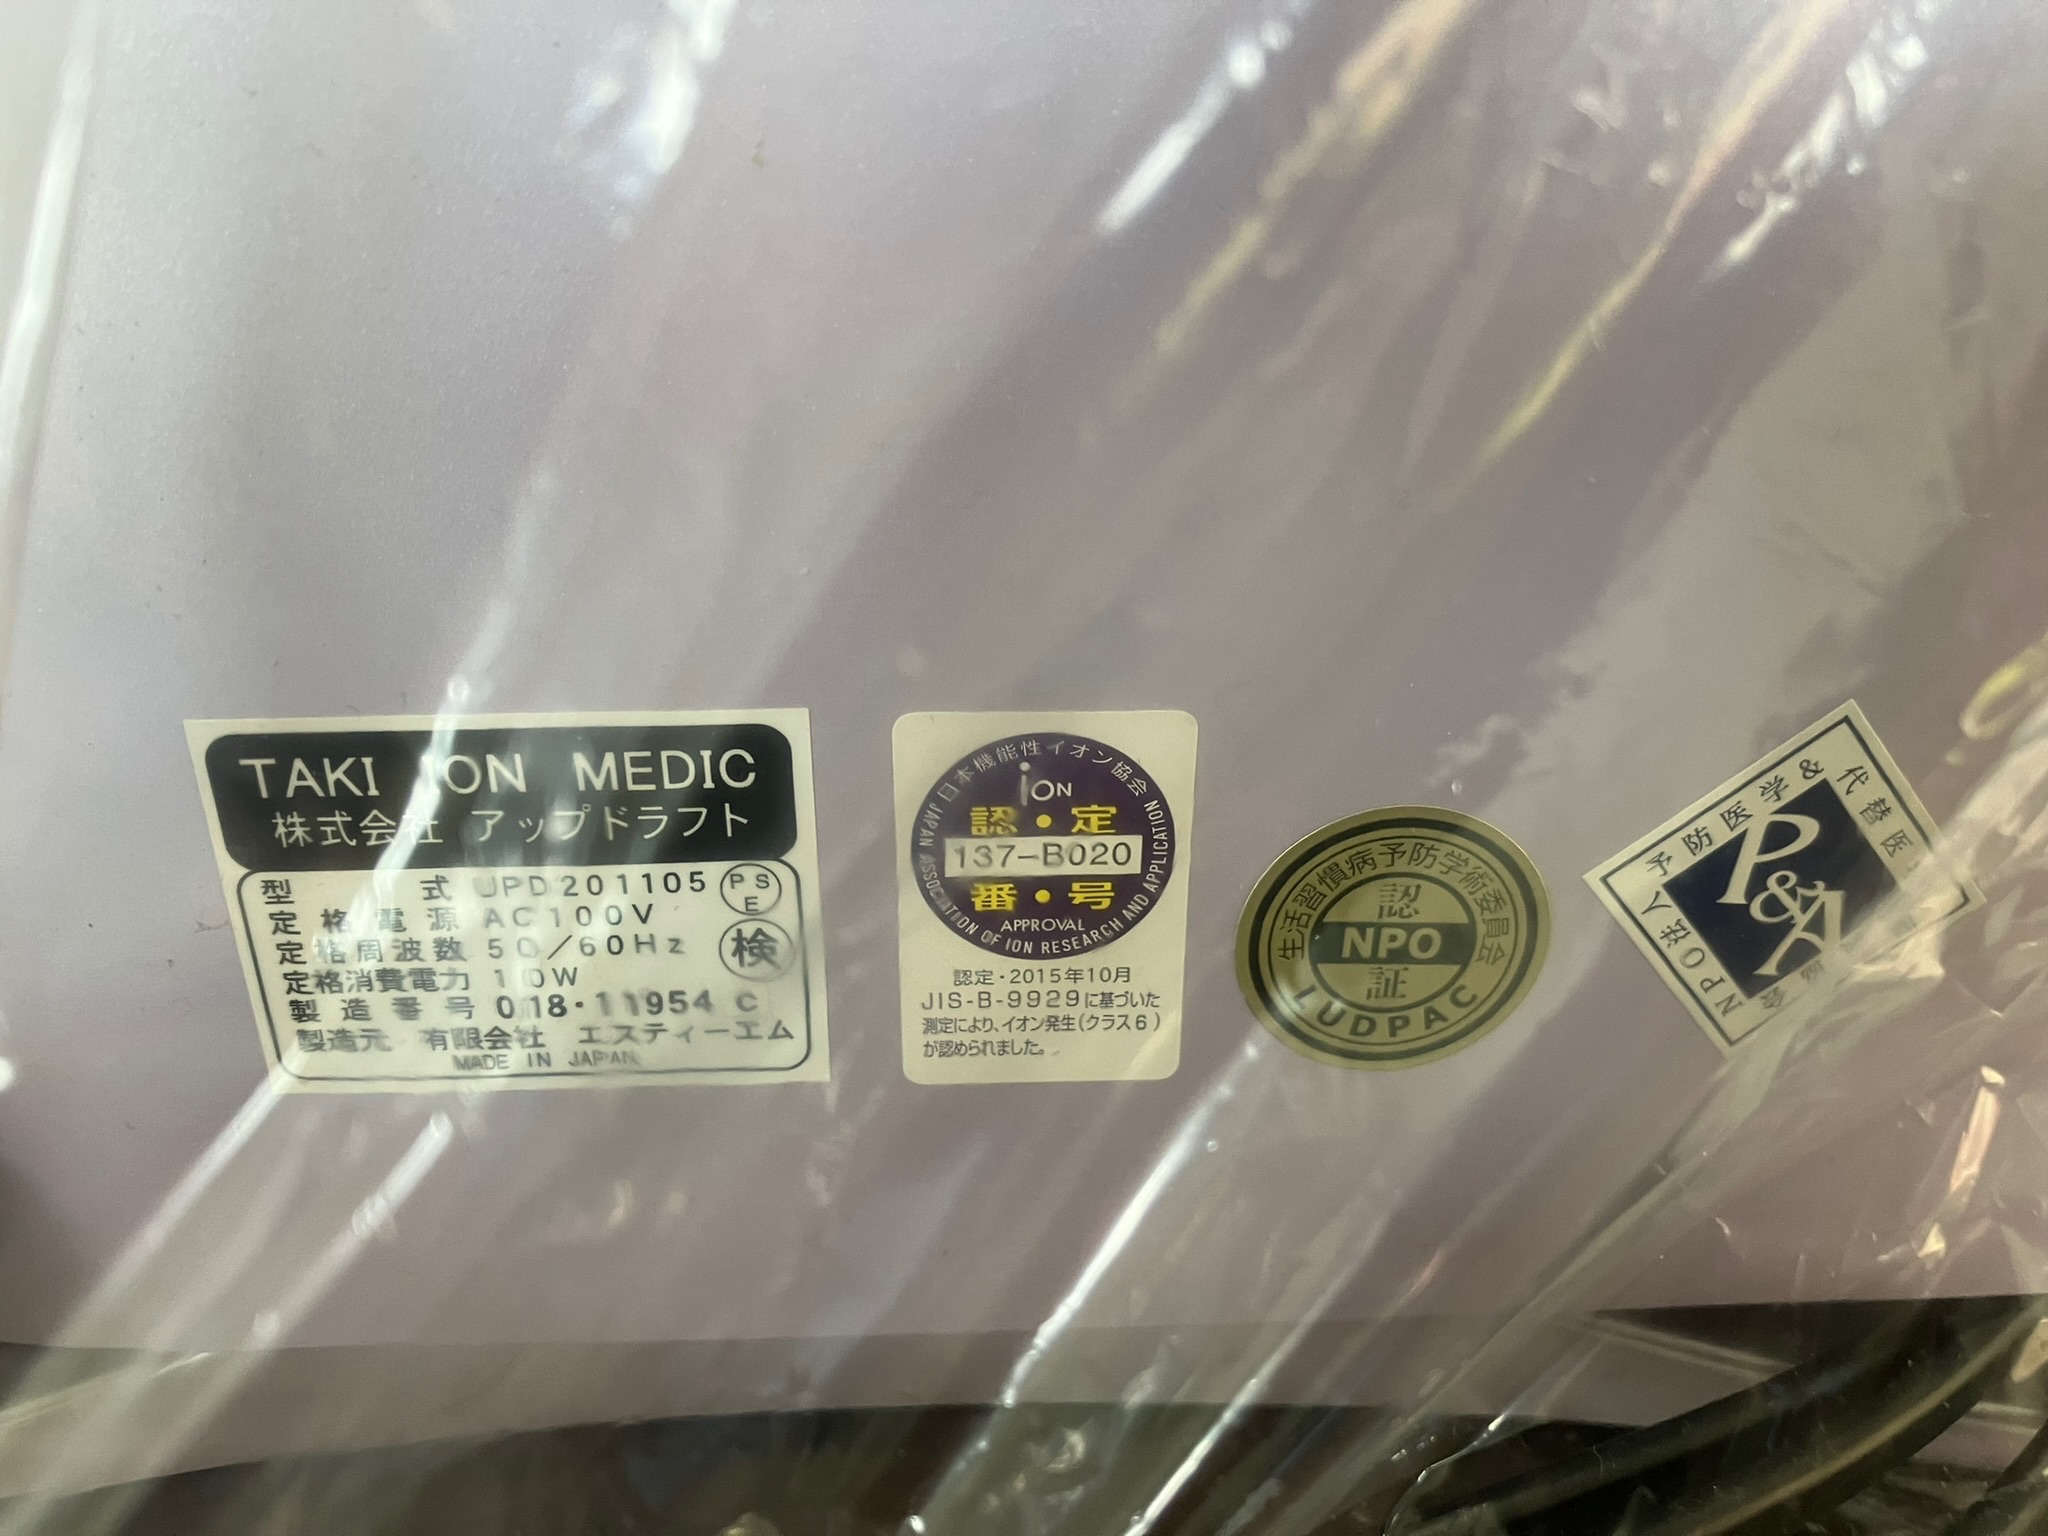 TAKI ION MEDIC
株式会社 アップドラフト
型 式 UPD201105
PSE
定格電源 AC100V
定格周波数 50/60Hz
検
定格消費電力 10W
製造番号 018・11954 C
製造元 有限会社 エスティーエム
MADE IN JAPAN
日本機能性イオン協会
iON
認・定
137-B020
番・号
APPROVAL
JAPAN ASSOCIATION OF ION RESEARCH AND APPLICATION
認定・2015年10月
JIS-B-9929に基づいた
測定により、イオン発生(クラス6)
が認められました。
生活習慣病予防学術委員会
認
NPO
証
LUDPAC
NPO法人 予防医学&代替医
P&A